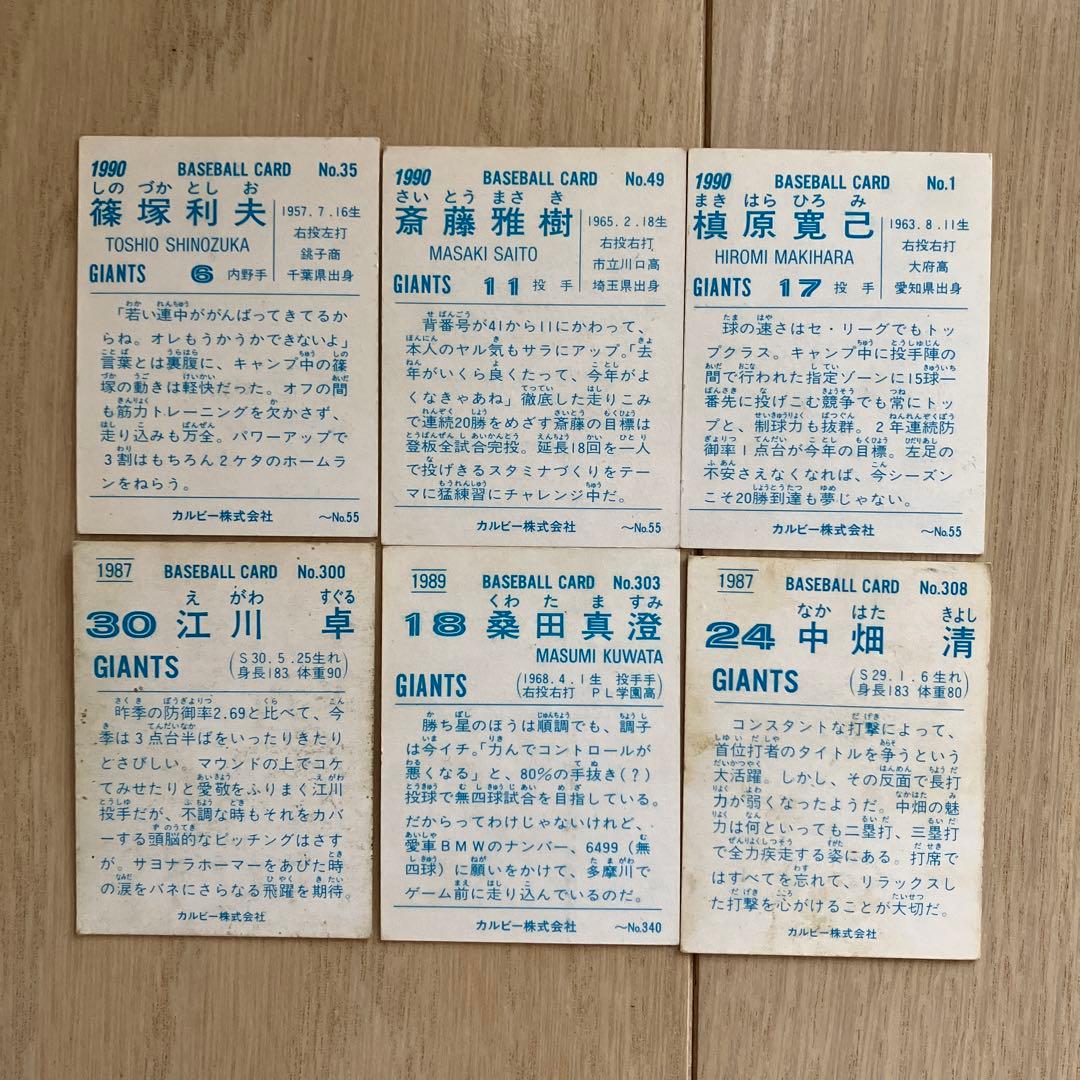 1990 BASEBALL CARD No.35
しの づか とし お
篠塚利夫
TOSHIO SHINOZUKA
1957.7.16生
右投左打
銚子商
千葉県出身
GIANTS 6 内野手
「若い連中ががんばってきてるか
らね。オレもうかうかできないよ」
言葉とは裏腹に、キャンプ中の篠
塚の動きは軽快だった。オフの間
も筋力トレーニングを欠かさず、
走り込みも万全。パワーアップで
3割はもちろん2ケタのホームラ
ンをねらう。
カルビー株式会社 〜No.55
1990 BASEBALL CARD No.49
さい とう まさ き
斎藤雅樹
MASAKI SAITO
1965.2.18生
右投右打
市立川口高
埼玉県出身
GIANTS 11 投手
背番号が41から11にかわって、
本人のヤル気もサラにアップ。「去
年がいくら良くたって、今年がよ
くなきゃあね」徹底した走りこみ
で連続20勝をめざす斎藤の目標は
登板全試合完投。延長18回を一人
で投げきるスタミナづくりをテー
マに猛練習にチャレンジ中だ。
カルビー株式会社 〜No.55
1990 BASEBALL CARD No.1
まき はら ひろ み
槙原寛己
HIROMI MAKIHARA
1963.8.11生
右投右打
大府高
愛知県出身
GIANTS 17 投手
球の速さはセ・リーグでもトッ
プクラス。キャンプ中に投手陣の
間で行われた指定ゾーンに15球一
番先に投げこむ競争でも常にトッ
プと、制球力も抜群。2年連続防
御率1点台が今年の目標。左足の
不安さえなくなれば、今シーズン
こそ20勝到達も夢じゃない。
カルビー株式会社 〜No.55
1987 BASEBALL CARD No.300
え がわ すぐる
30 江川 卓
GIANTS
(S30.5.25生れ
身長183 体重90)
昨季の防御率2.69と比べて、今
季は3点台半ばをいったりきたり
とさびしい。マウンドの上でコケ
てみせたりと愛敬をふりまく江川
投手だが、不調な時もそれをカバ
ーする頭脳的なピッチングはさす
が。サヨナラホーマーをあびた時
の涙をバネにさらなる飛躍を期待。
カルビー株式会社
1989 BASEBALL CARD No.303
くわ た ま すみ
18 桑田真澄
MASUMI KUWATA
GIANTS
(1968.4.1生 投手手
右投右打 PL学園高)
勝ち星のほうは順調でも、調子
は今イチ。「力んでコントロールが
悪くなる」と、80%の手抜き(?)
投球で無四球試合を目指している。
だからってわけじゃないけれど、
愛車BMWのナンバー、6499(無
四球)に願いをかけて、多摩川で
ゲーム前に走り込んでいるのだ。
カルビー株式会社 〜No.340
1987 BASEBALL CARD No.308
なか はた きよし
24 中畑 清
GIANTS
(S29.1.6生れ
身長183 体重80)
コンスタントな打撃によって、
首位打者のタイトルを争うという
大活躍。しかし、その反面で長打
力が弱くなったようだ。中畑の魅
力は何といっても二塁打、三塁打
で全力疾走する姿にある。打席で
はすべてを忘れて、リラックスし
た打撃を心がけることが大切だ。
カルビー株式会社